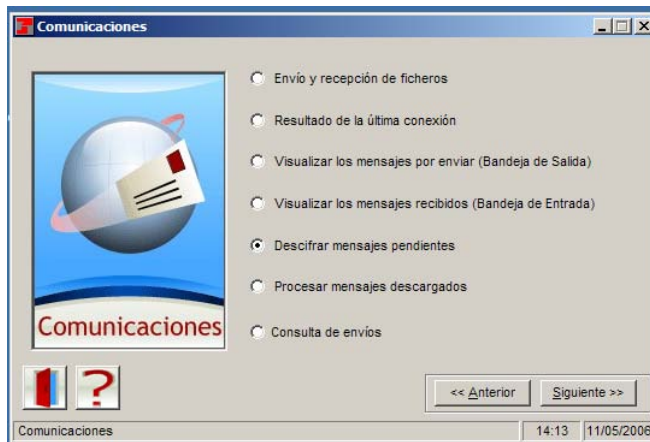 Comunicaciones
Envío y recepción de ficheros
Resultado de la última conexión
Visualizar los mensajes por enviar (Bandeja de Salida)
Visualizar los mensajes recibidos (Bandeja de Entrada)
Descifrar mensajes pendientes
Procesar mensajes descargados
Consulta de envíos
Comunicaciones
?
<< Anterior
Siguiente >>
Comunicaciones
14:13
11/05/2006